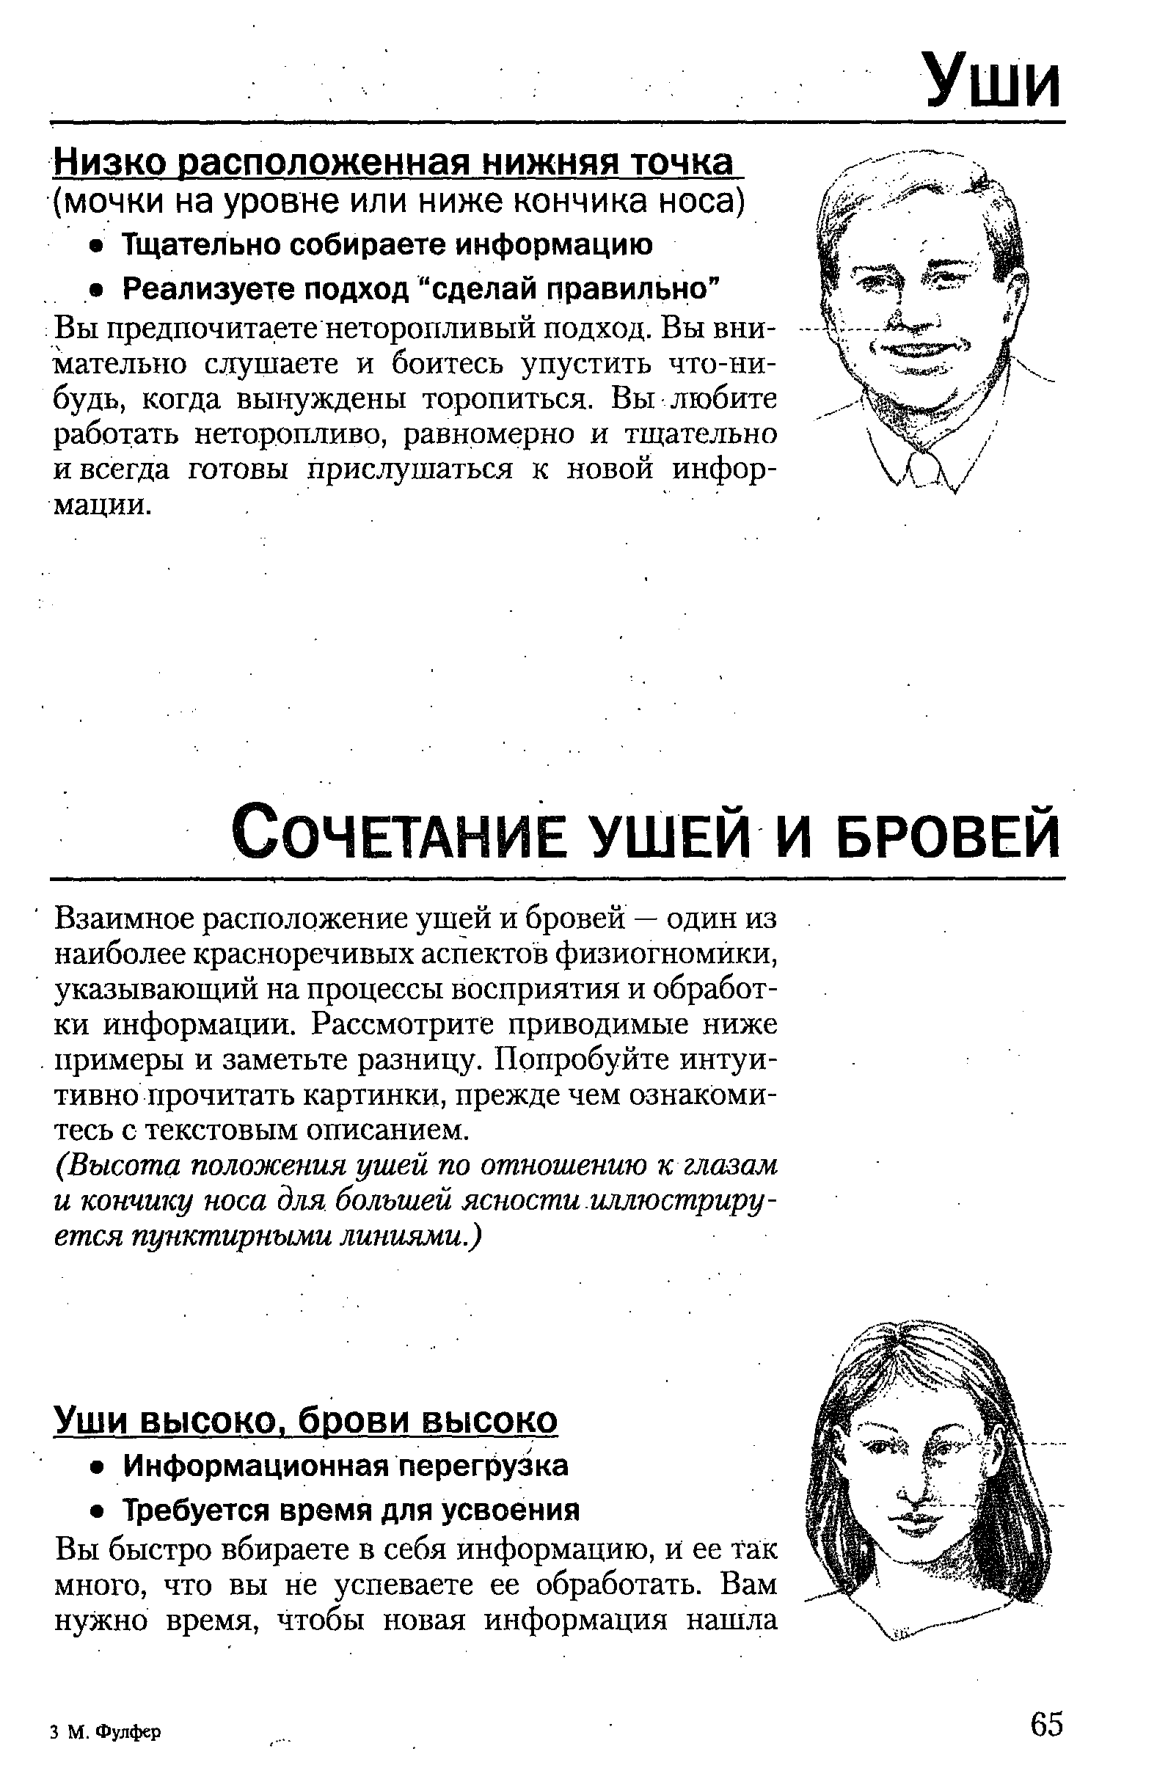 Уши
Низко расположенная нижняя точка
(мочки на уровне или ниже кончика носа)
• Тщательно собираете информацию
• Реализуете подход “сделай правильно”
Вы предпочитаете неторопливый подход. Вы вни-
мательно слушаете и боитесь упустить что-ни-
будь, когда вынуждены торопиться. Вы любите
работать неторопливо, равномерно и тщательно
и всегда готовы прислушаться к новой инфор-
мации.
Сочетание ушей и бровей
Взаимное расположение ушей и бровей — один из
наиболее красноречивых аспектов физиогномики,
указывающий на процессы восприятия и обработ-
ки информации. Рассмотрите приводимые ниже
примеры и заметьте разницу. Попробуйте интуи-
тивно прочитать картинки, прежде чем ознакоми-
тесь с текстовым описанием.
(Высота положения ушей по отношению к глазам
и кончику носа для большей ясности иллюстриру-
ется пунктирными линиями.)
Уши высоко, брови высоко
• Информационная перегрузка
• Требуется время для усвоения
Вы быстро вбираете в себя информацию, и ее так
много, что вы не успеваете ее обработать. Вам
нужно время, чтобы новая информация нашла
3 М. Фулфер
65